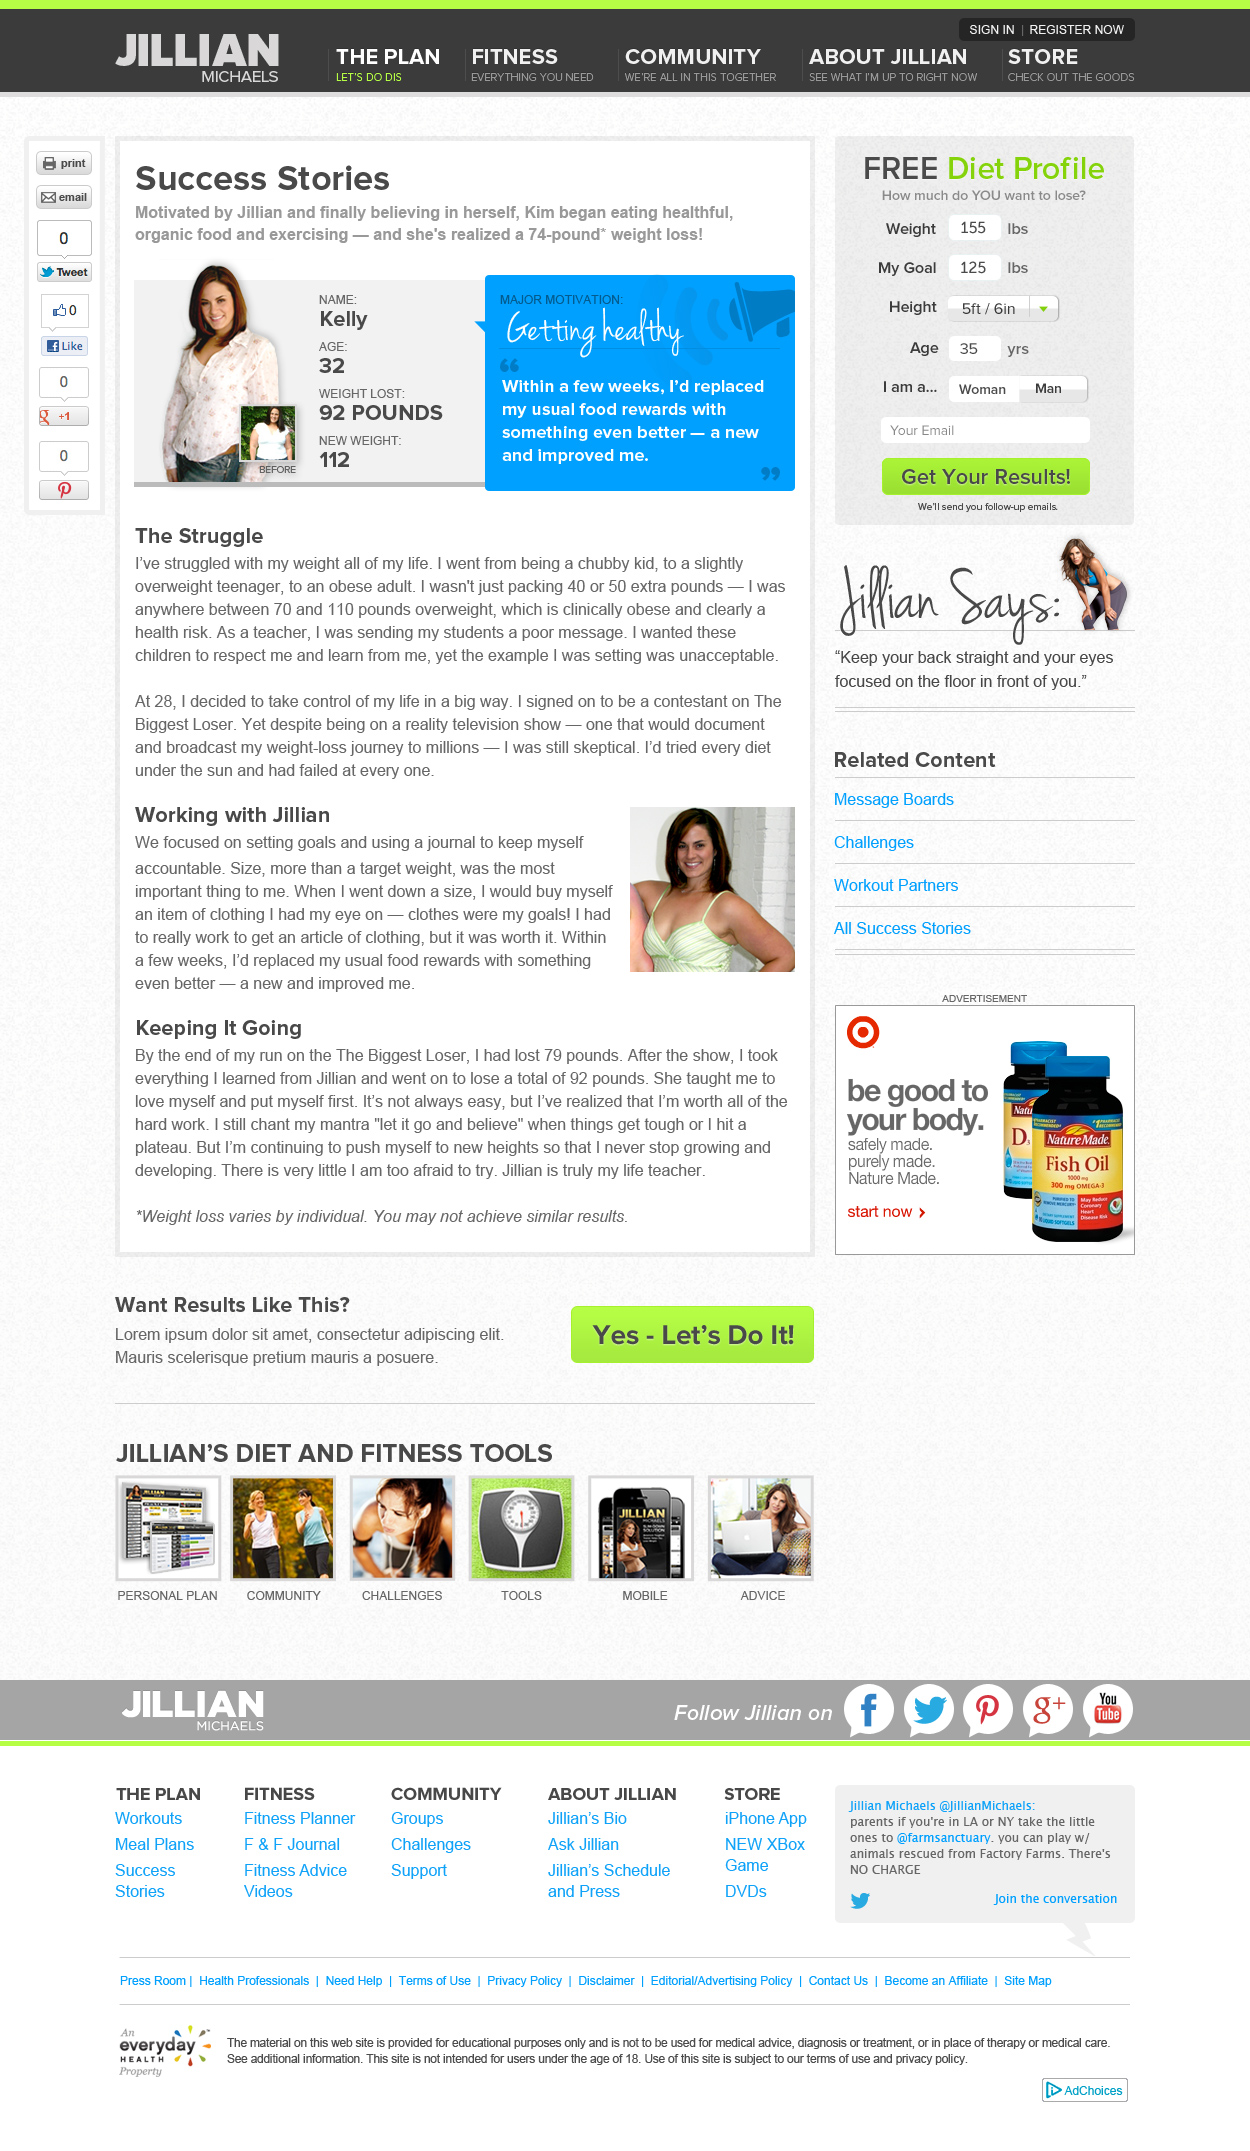 SIGN IN | REGISTER NOW
JILLIAN
MICHAELS
THE PLAN
LET'S DO DIS
FITNESS
EVERYTHING YOU NEED
COMMUNITY
WE'RE ALL IN THIS TOGETHER
ABOUT JILLIAN
SEE WHAT I'M UP TO RIGHT NOW
STORE
CHECK OUT THE GOODS
print
email
0
Tweet
0
Like
0
g +1
0
Success Stories
Motivated by Jillian and finally believing in herself, Kim began eating healthful,
organic food and exercising — and she's realized a 74-pound* weight loss!
BEFORE
NAME:
Kelly
AGE:
32
WEIGHT LOST:
92 POUNDS
NEW WEIGHT:
112
MAJOR MOTIVATION:
Getting healthy
“
Within a few weeks, I’d replaced
my usual food rewards with
something even better — a new
and improved me.
”
The Struggle
I’ve struggled with my weight all of my life. I went from being a chubby kid, to a slightly
overweight teenager, to an obese adult. I wasn't just packing 40 or 50 extra pounds — I was
anywhere between 70 and 110 pounds overweight, which is clinically obese and clearly a
health risk. As a teacher, I was sending my students a poor message. I wanted these
children to respect me and learn from me, yet the example I was setting was unacceptable.
At 28, I decided to take control of my life in a big way. I signed on to be a contestant on The
Biggest Loser. Yet despite being on a reality television show — one that would document
and broadcast my weight-loss journey to millions — I was still skeptical. I’d tried every diet
under the sun and had failed at every one.
Working with Jillian
We focused on setting goals and using a journal to keep myself
accountable. Size, more than a target weight, was the most
important thing to me. When I went down a size, I would buy myself
an item of clothing I had my eye on — clothes were my goals! I had
to really work to get an article of clothing, but it was worth it. Within
a few weeks, I’d replaced my usual food rewards with something
even better — a new and improved me.
Keeping It Going
By the end of my run on the The Biggest Loser, I had lost 79 pounds. After the show, I took
everything I learned from Jillian and went on to lose a total of 92 pounds. She taught me to
love myself and put myself first. It’s not always easy, but I’ve realized that I’m worth all of the
hard work. I still chant my mantra "let it go and believe" when things get tough or I hit a
plateau. But I’m continuing to push myself to new heights so that I never stop growing and
developing. There is very little I am too afraid to try. Jillian is truly my life teacher.
*Weight loss varies by individual. You may not achieve similar results.
FREE Diet Profile
How much do YOU want to lose?
Weight 155 lbs
My Goal 125 lbs
Height 5ft / 6in
Age 35 yrs
I am a... Woman Man
Your Email
Get Your Results!
We'll send you follow-up emails.
Jillian Says:
“Keep your back straight and your eyes
focused on the floor in front of you.”
Related Content
Message Boards
Challenges
Workout Partners
All Success Stories
ADVERTISEMENT
be good to
your body.
safely made.
purely made.
Nature Made.
start now
Nature Made
Fish Oil
1000 mg
300 mg OMEGA-3
May Reduce
Coronary
Heart
Disease Risk
Want Results Like This?
Lorem ipsum dolor sit amet, consectetur adipiscing elit.
Mauris scelerisque pretium mauris a posuere.
Yes - Let’s Do It!
JILLIAN’S DIET AND FITNESS TOOLS
JILLIAN
PERSONAL PLAN
COMMUNITY
CHALLENGES
TOOLS
MOBILE
ADVICE
JILLIAN
MICHAELS
Follow Jillian on
f
g+
You
Tube
THE PLAN
Workouts
Meal Plans
Success
Stories
FITNESS
Fitness Planner
F & F Journal
Fitness Advice
Videos
COMMUNITY
Groups
Challenges
Support
ABOUT JILLIAN
Jillian’s Bio
Ask Jillian
Jillian’s Schedule
and Press
STORE
iPhone App
NEW XBox
Game
DVDs
Jillian Michaels @JillianMichaels:
parents if you're in LA or NY take the little
ones to @farmsanctuary. you can play w/
animals rescued from Factory Farms. There's
NO CHARGE
Join the conversation
Press Room | Health Professionals | Need Help | Terms of Use | Privacy Policy | Disclaimer | Editorial/Advertising Policy | Contact Us | Become an Affiliate | Site Map
An
everyday
HEALTH
Property
The material on this web site is provided for educational purposes only and is not to be used for medical advice, diagnosis or treatment, or in place of therapy or medical care.
See additional information. This site is not intended for users under the age of 18. Use of this site is subject to our terms of use and privacy policy.
AdChoices